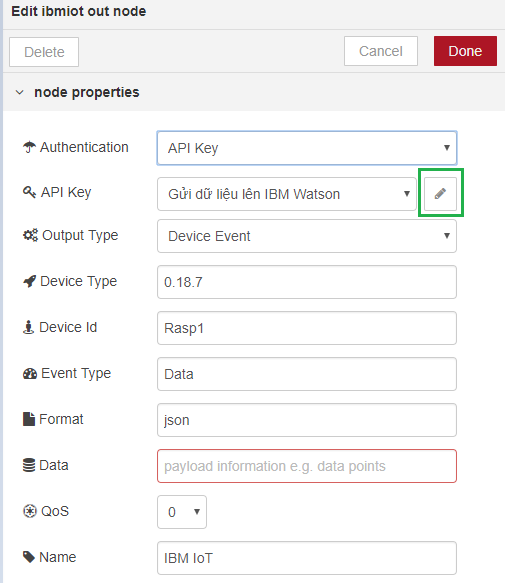 Edit ibmiot out node
Delete Cancel Done
node properties
Authentication API Key
API Key Gửi dữ liệu lên IBM Watson
Output Type Device Event
Device Type 0.18.7
Device Id Rasp1
Event Type Data
Format json
Data payload information e.g. data points
QoS 0
Name IBM IoT